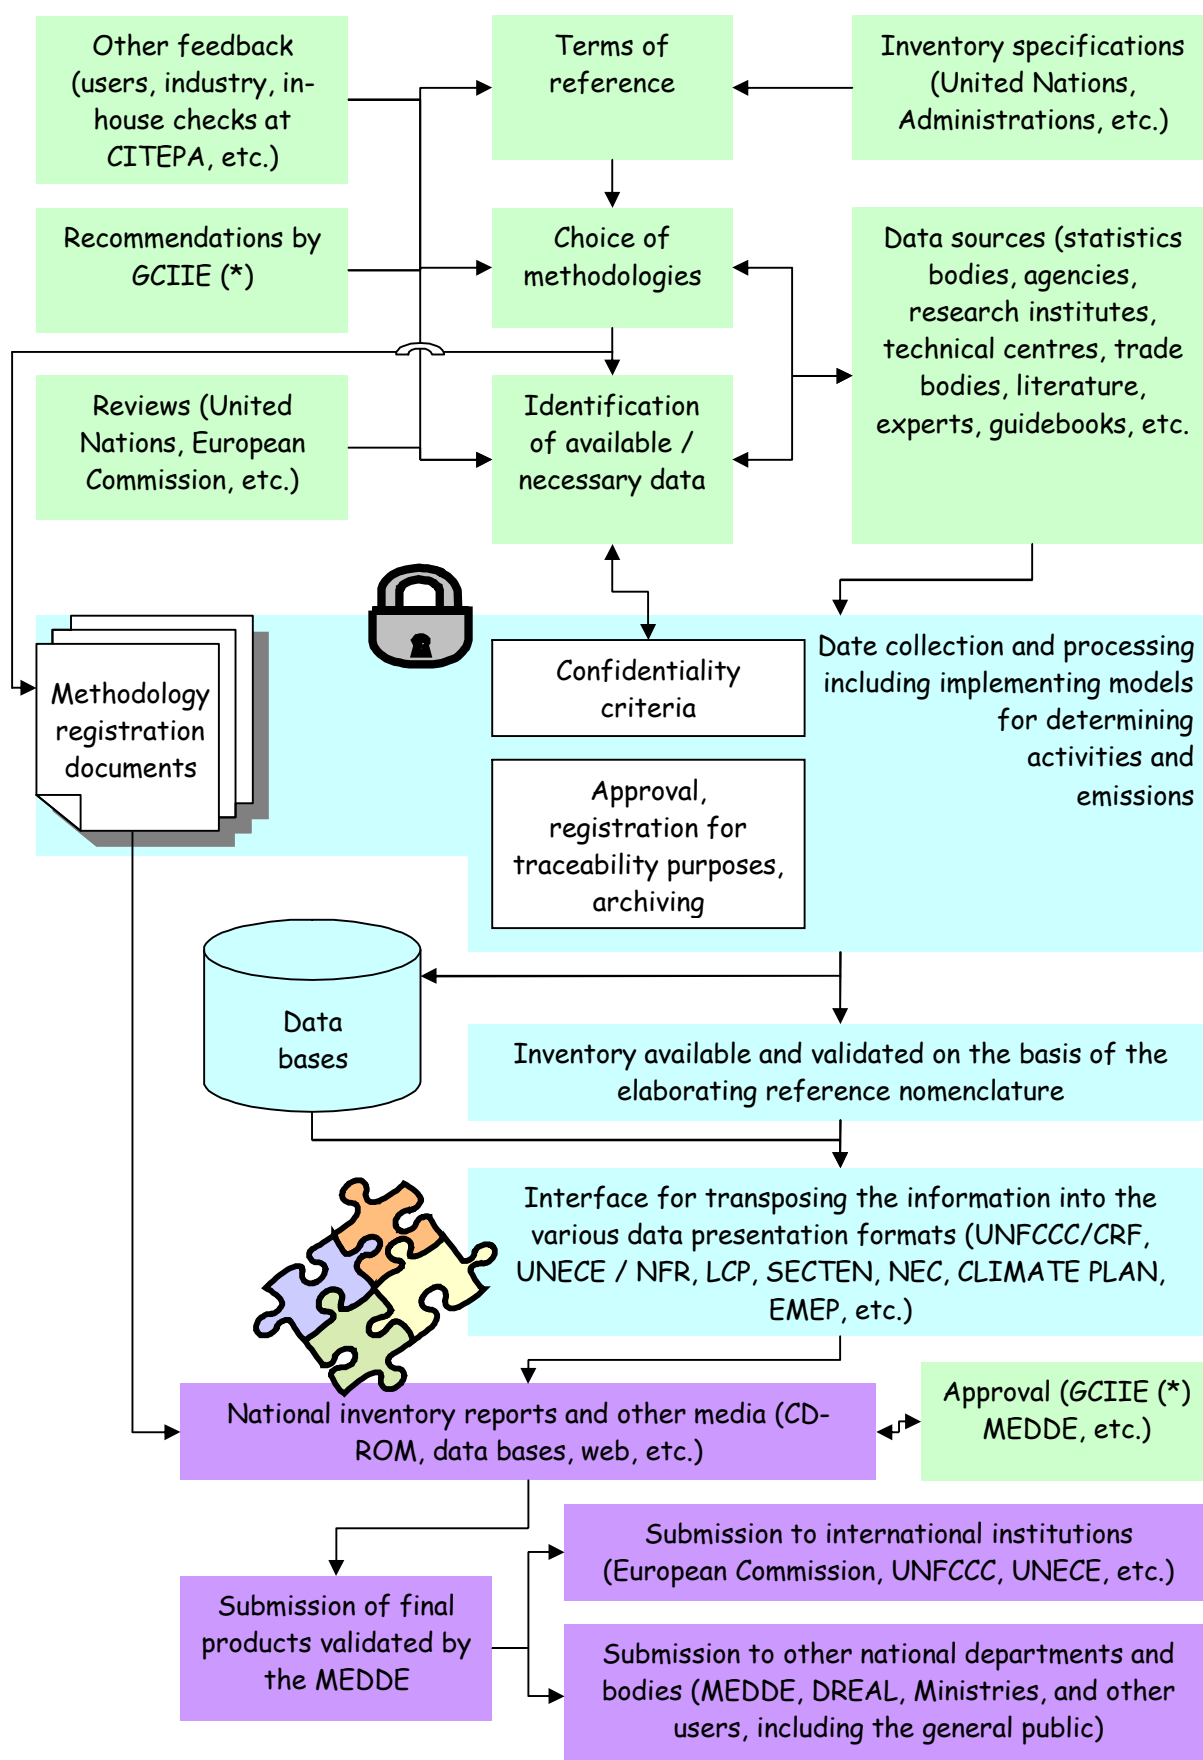 Other feedback
(users, industry, in-
house checks at
CITEPA, etc.)
Terms of
reference
Inventory specifications
(United Nations,
Administrations, etc.)
Recommendations by
GCIIE (*)
Choice of
methodologies
Data sources (statistics
bodies, agencies,
research institutes,
technical centres, trade
bodies, literature,
experts, guidebooks, etc.
Reviews (United
Nations, European
Commission, etc.)
Identification
of available /
necessary data
Methodology
registration
documents
Confidentiality
criteria
Date collection and processing
including implementing models
for determining
activities and
emissions
Approval,
registration for
traceability purposes,
archiving
Data
bases
Inventory available and validated on the basis of the
elaborating reference nomenclature
Interface for transposing the information into the
various data presentation formats (UNFCCC/CRF,
UNECE / NFR, LCP, SECTEN, NEC, CLIMATE PLAN,
EMEP, etc.)
National inventory reports and other media (CD-
ROM, data bases, web, etc.)
Approval (GCIIE (*)
MEDDE, etc.)
Submission of final
products validated by
the MEDDE
Submission to international institutions
(European Commission, UNFCCC, UNECE, etc.)
Submission to other national departments and
bodies (MEDDE, DREAL, Ministries, and other
users, including the general public)